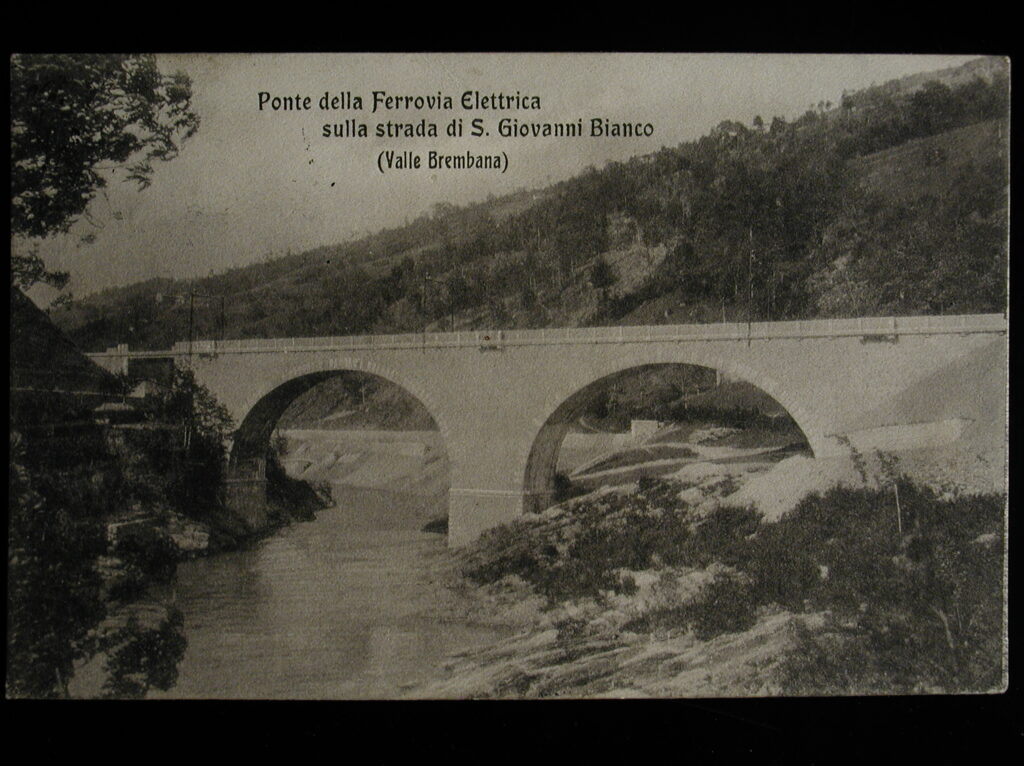 Ponte della Ferrovia Elettrica
sulla strada di S. Giovanni Bianco
(Valle Brembana)